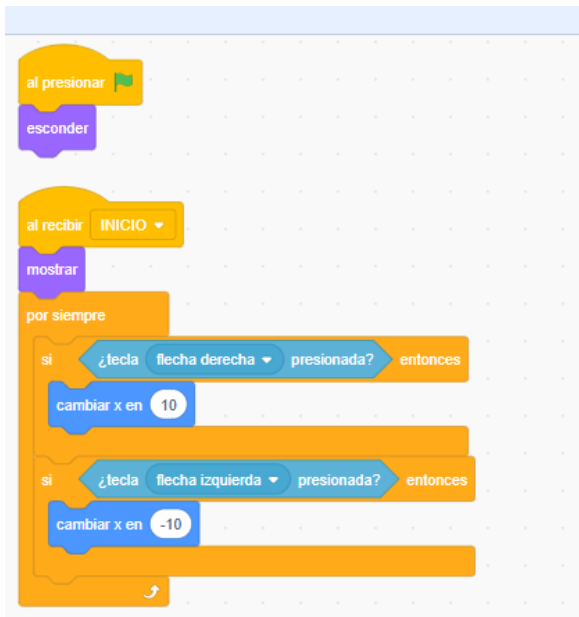 al presionar
esconder
al recibir INICIO
mostrar
por siempre
si ¿tecla flecha derecha presionada? entonces
cambiar x en 10
si ¿tecla flecha izquierda presionada? entonces
cambiar x en -10